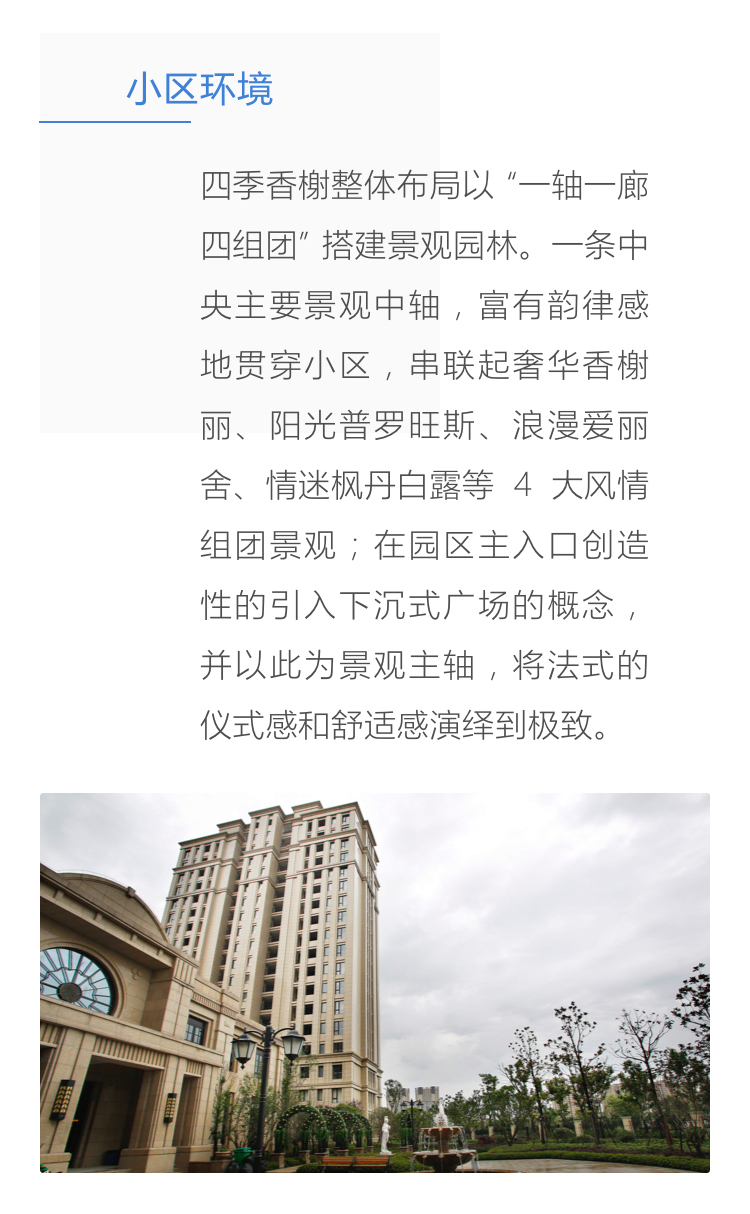 小区环境
四季香榭整体布局以“一轴一廊
四组团”搭建景观园林。一条中
央主要景观中轴，富有韵律感
地贯穿小区，串联起奢华香榭
丽、阳光普罗旺斯、浪漫爱丽
舍、情迷枫丹白露等 4 大风情
组团景观；在园区主入口创造
性的引入下沉式广场的概念，
并以此为景观主轴，将法式的
仪式感和舒适感演绎到极致。